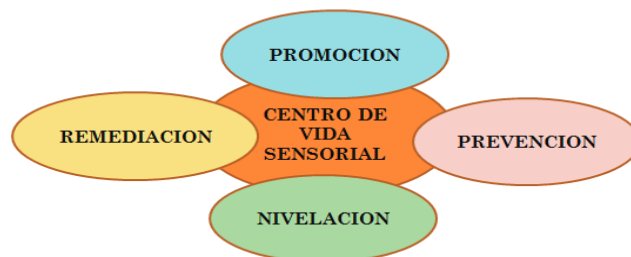 PROMOCION
REMEDIACION
CENTRO DE
VIDA
SENSORIAL
PREVENCION
NIVELACION